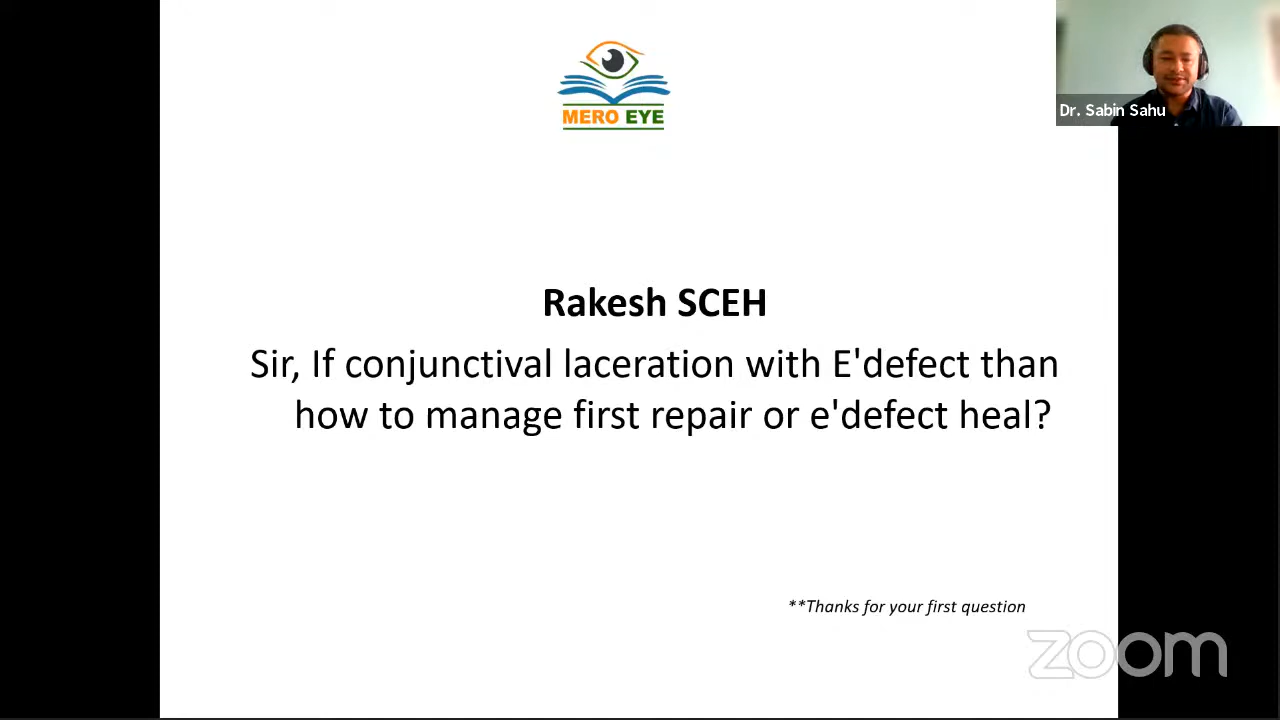 MERO EYE
Dr. Sabin Sahu
Rakesh SCEH
Sir, If conjunctival laceration with E'defect than
how to manage first repair or e'defect heal?
**Thanks for your first question
zoom